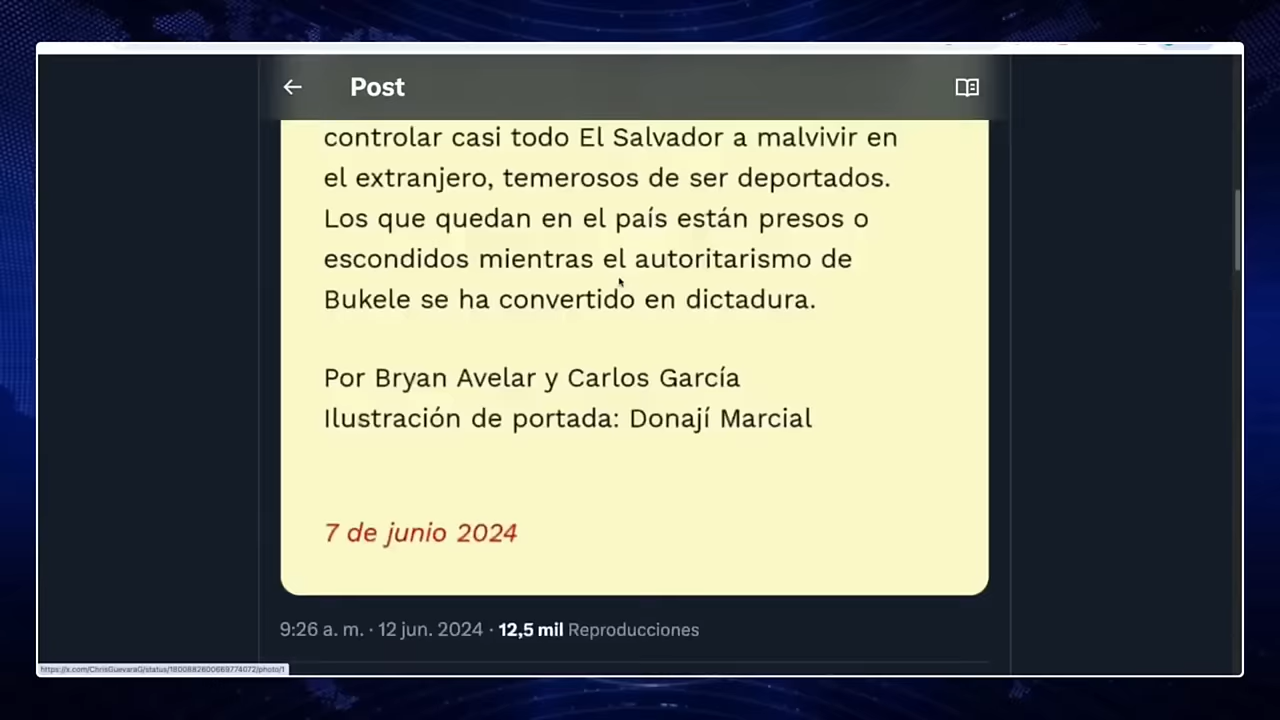 Post
controlar casi todo El Salvador a malvivir en
el extranjero, temerosos de ser deportados.
Los que quedan en el país están presos o
escondidos mientras el autoritarismo de
Bukele se ha convertido en dictadura.
Por Bryan Avelar y Carlos García
Ilustración de portada: Donají Marcial
7 de junio 2024
9:26 a. m. · 12 jun. 2024 · 12,5 mil Reproducciones